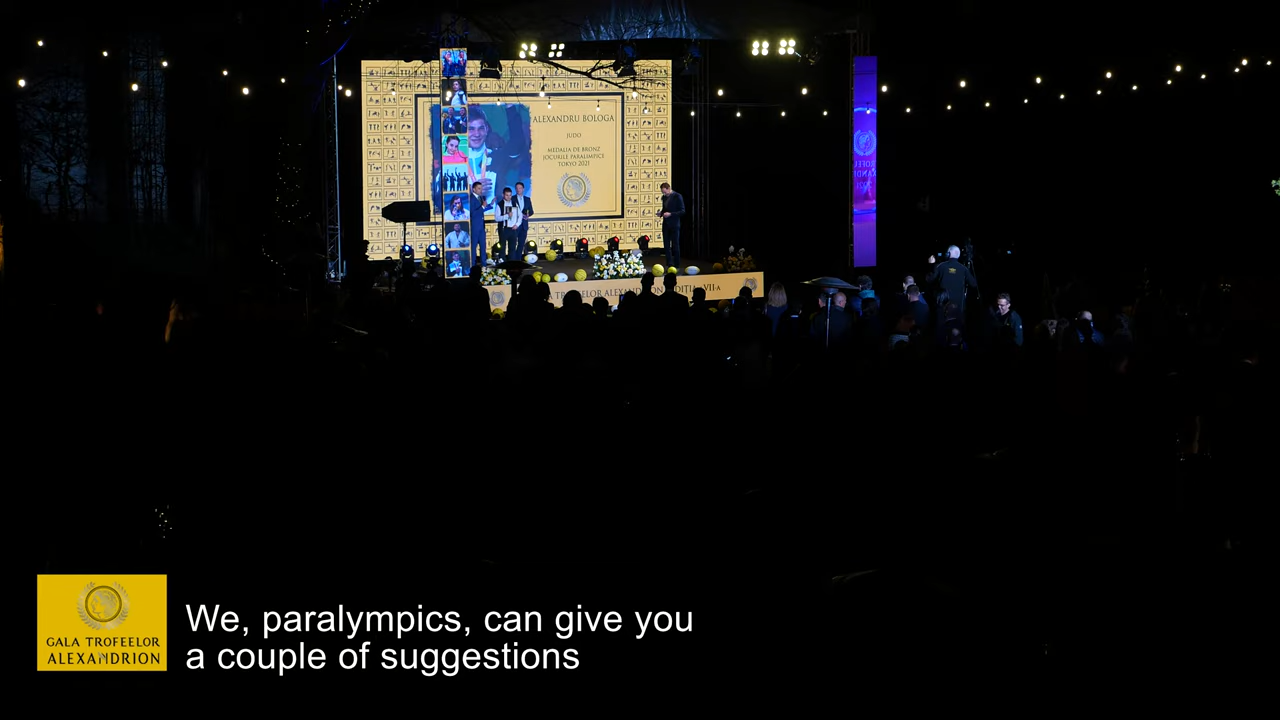 ALEXANDRU BOLOGA
JUDO
MEDALIA DE BRONZ
JOCURILE PARALIMPICE
TOKYO 2021
GALA TROFEELOR
ALEXANDRION
We, paralympics, can give you
a couple of suggestions